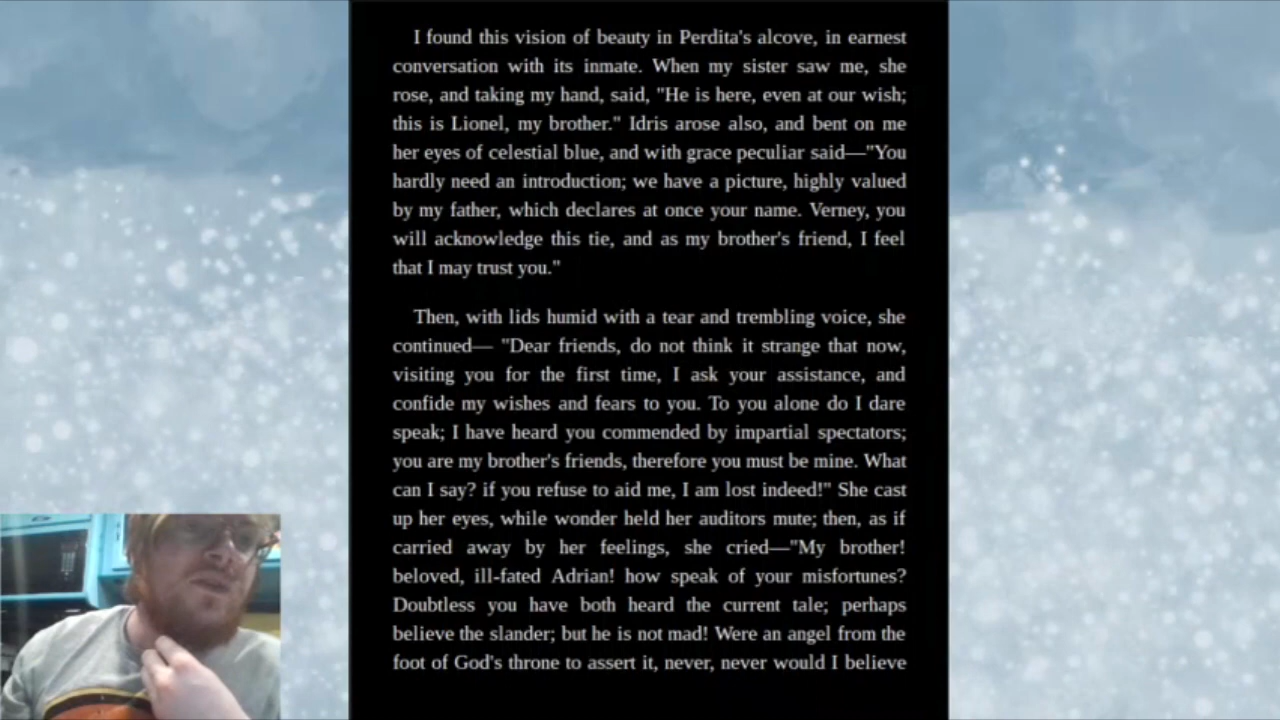 I found this vision of beauty in Perdita's alcove, in earnest
conversation with its inmate. When my sister saw me, she
rose, and taking my hand, said, "He is here, even at our wish;
this is Lionel, my brother." Idris arose also, and bent on me
her eyes of celestial blue, and with grace peculiar said—"You
hardly need an introduction; we have a picture, highly valued
by my father, which declares at once your name. Verney, you
will acknowledge this tie, and as my brother's friend, I feel
that I may trust you."
Then, with lids humid with a tear and trembling voice, she
continued— "Dear friends, do not think it strange that now,
visiting you for the first time, I ask your assistance, and
confide my wishes and fears to you. To you alone do I dare
speak; I have heard you commended by impartial spectators;
you are my brother's friends, therefore you must be mine. What
can I say? if you refuse to aid me, I am lost indeed!" She cast
up her eyes, while wonder held her auditors mute; then, as if
carried away by her feelings, she cried—"My brother!
beloved, ill-fated Adrian! how speak of your misfortunes?
Doubtless you have both heard the current tale; perhaps
believe the slander; but he is not mad! Were an angel from the
foot of God's throne to assert it, never, never would I believe